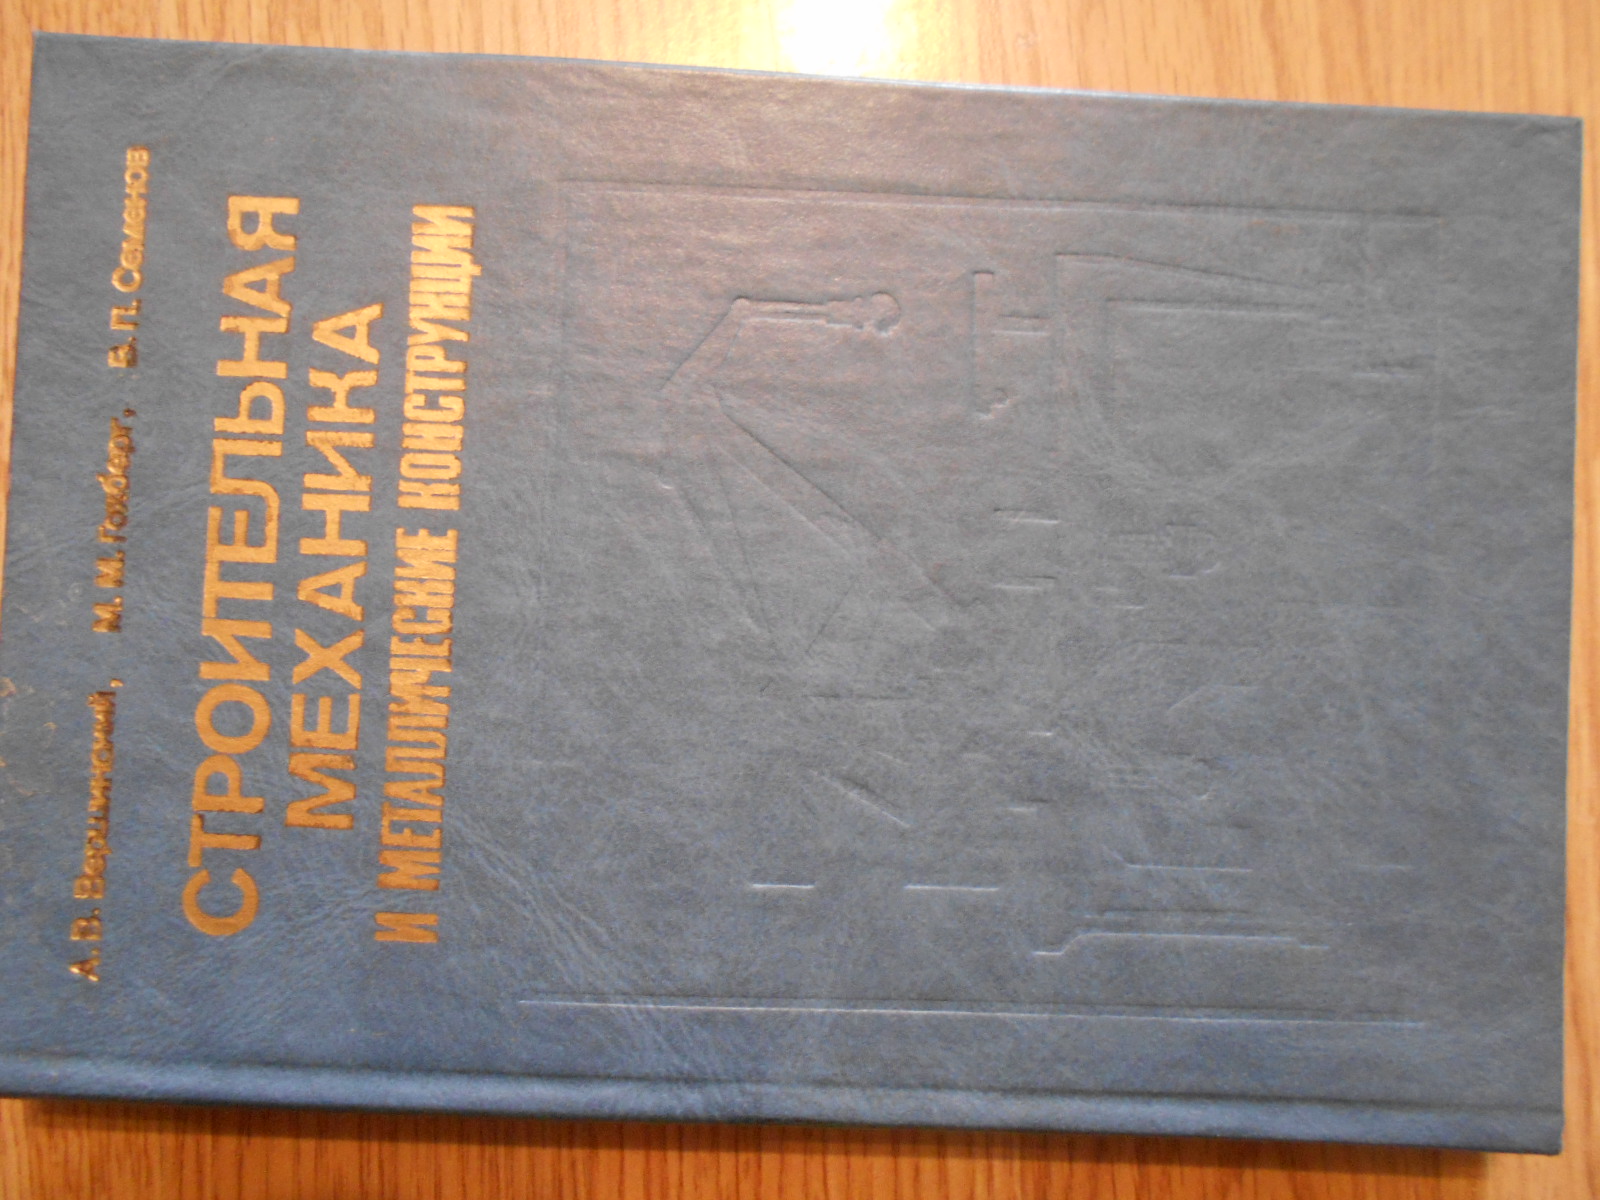 А. В. Вершинский, М. М. Гохберг, В. П. Семенов
СТРОИТЕЛЬНАЯ
МЕХАНИКА
И МЕТАЛЛИЧЕСКИЕ КОНСТРУКЦИИ